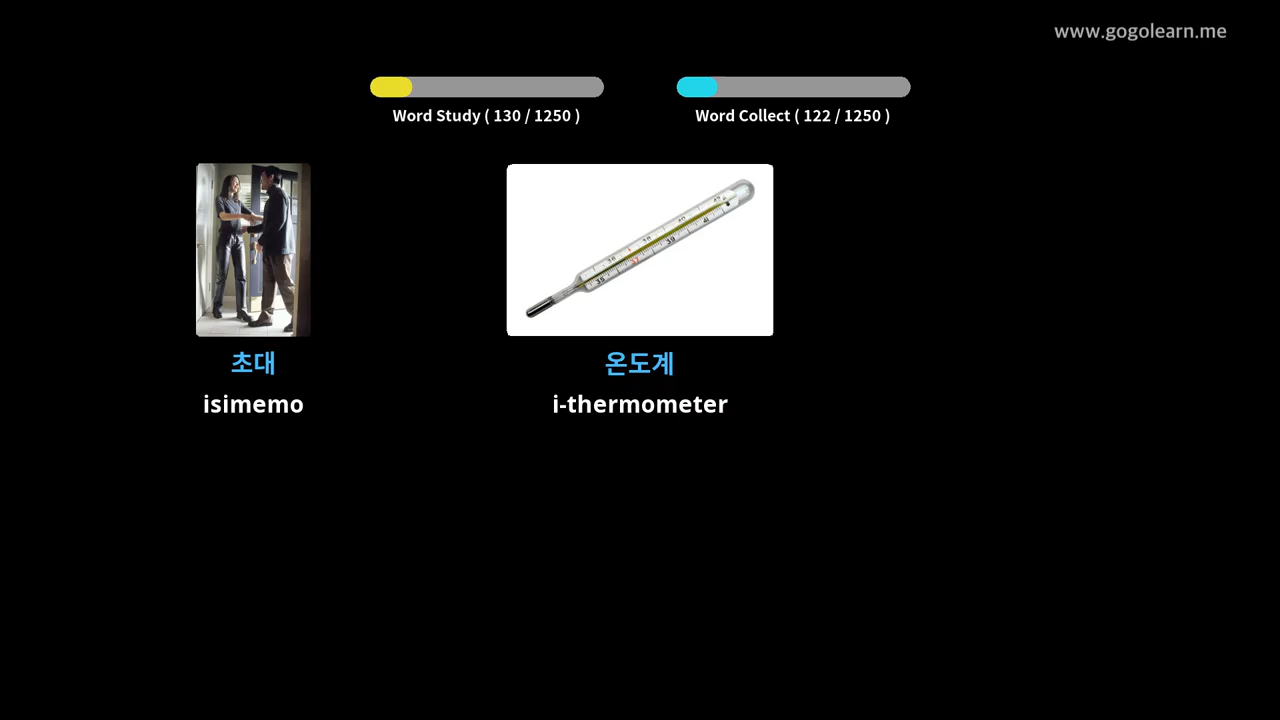 www.gogolearn.me
Word Study ( 130 / 1250 )
Word Collect ( 122 / 1250 )
초대
isimemo
온도계
i-thermometer